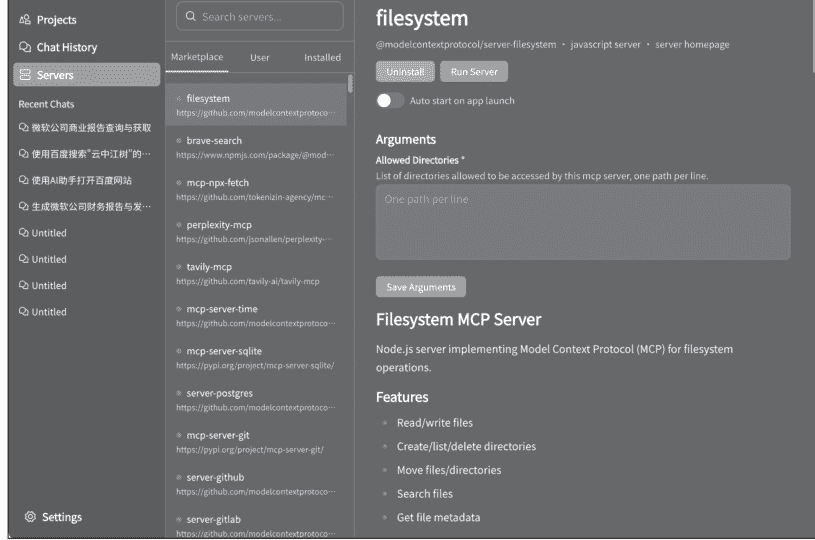 Projects
Chat History
Servers
Recent Chats
微软公司商业报告查询与获取
使用百度搜索“云中江树”的…
使用AI助手打开百度网站
生成微软公司财务报告与发…
Untitled
Untitled
Untitled
Untitled
Settings
Search servers...
Marketplace User Installed
filesystem
https://github.com/modelcontextprotoco…
brave-search
https://www.npmjs.com/package/@mod…
mcp-npx-fetch
https://github.com/tokenizin-agency/mc…
perplexity-mcp
https://github.com/jsonallen/perplexity-…
tavily-mcp
https://github.com/tavily-ai/tavily-mcp
mcp-server-time
https://github.com/modelcontextprotoco…
mcp-server-sqlite
https://pypi.org/project/mcp-server-sqlite/
server-postgres
https://github.com/modelcontextprotoco…
mcp-server-git
https://pypi.org/project/mcp-server-git/
server-github
https://github.com/modelcontextprotoco…
server-gitlab
https://github.com/modelcontextprotoco…
filesystem
@modelcontextprotocol/server-filesystem • javascript server • server homepage
Uninstall Run Server
Auto start on app launch
Arguments
Allowed Directories *
List of directories allowed to be accessed by this mcp server, one path per line.
One path per line
Save Arguments
Filesystem MCP Server
Node.js server implementing Model Context Protocol (MCP) for filesystem
operations.
Features
Read/write files
Create/list/delete directories
Move files/directories
Search files
Get file metadata